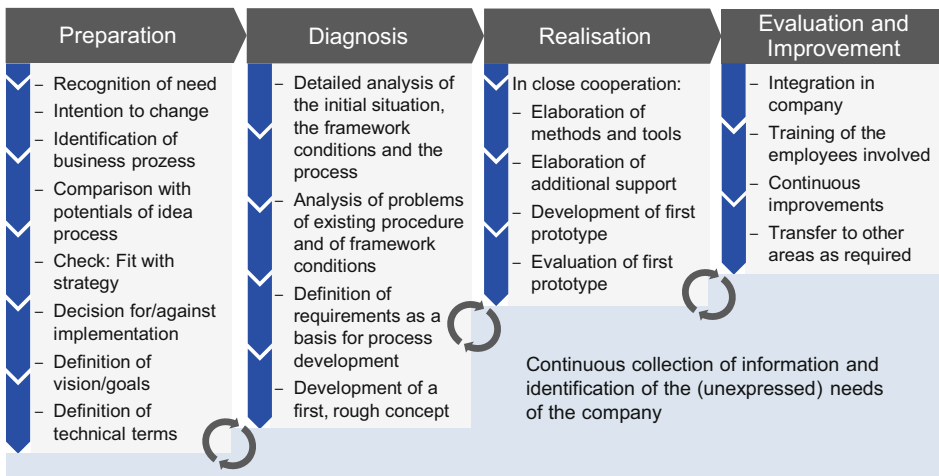 Preparation
– Recognition of need
– Intention to change
– Identification of
business prozess
– Comparison with
potentials of idea
process
– Check: Fit with
strategy
– Decision for/against
implementation
– Definition of
vision/goals
– Definition of
technical terms
Diagnosis
– Detailed analysis of
the initial situation,
the framework
conditions and the
process
– Analysis of problems
of existing procedure
and of framework
conditions
– Definition of
requirements as a
basis for process
development
– Development of a
first, rough concept
Realisation
In close cooperation:
– Elaboration of
methods and tools
– Elaboration of
additional support
– Development of first
prototype
– Evaluation of first
prototype
Evaluation and
Improvement
– Integration in
company
– Training of the
employees involved
– Continuous
improvements
– Transfer to other
areas as required
Continuous collection of information and
identification of the (unexpressed) needs
of the company